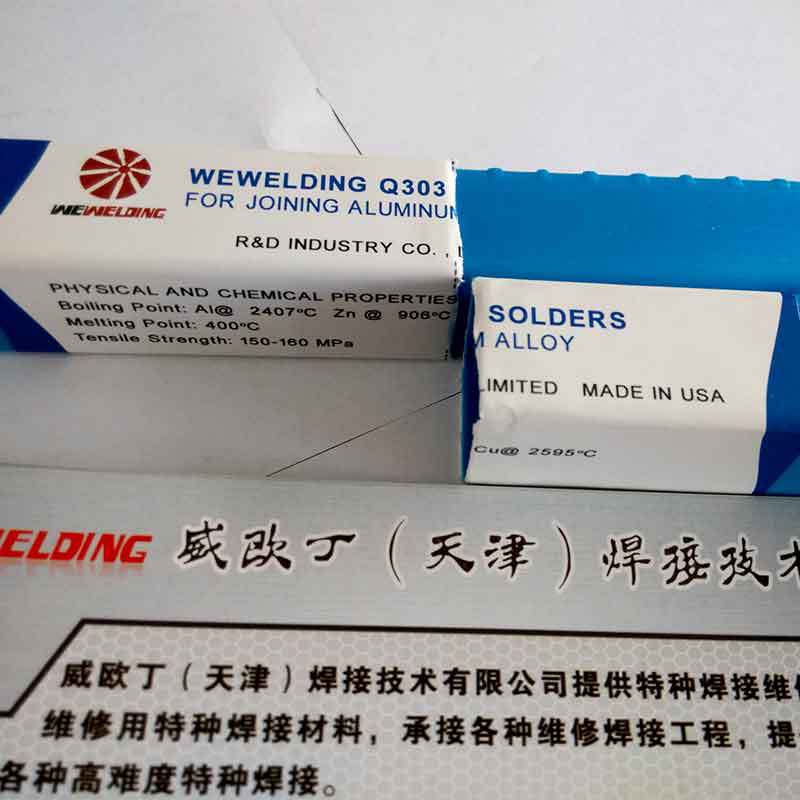 WEWELDING
WEWELDING Q303
FOR JOINING ALUMINU
R&D INDUSTRY CO. ,
PHYSICAL AND CHEMICAL PROPERTIES
Boiling Point: Al@ 2407°C Zn @ 906°C
Melting Point: 400°C
Tensile Strength: 150-160 MPa
SOLDERS
M ALLOY
LIMITED MADE IN USA
Cu@ 2595°C
ELDING 威欧丁（天津）焊接技术
威欧丁（天津）焊接技术有限公司提供特种焊接维
维修用特种焊接材料，承接各种维修焊接工程，提
各种高难度特种焊接。